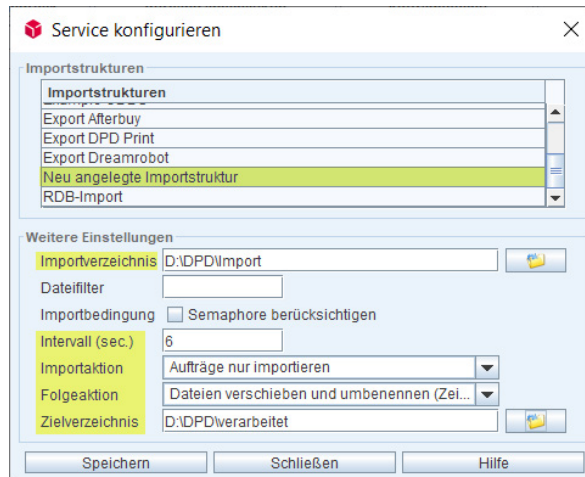 Service konfigurieren
Importstrukturen
Importstrukturen
Export Afterbuy
Export DPD Print
Export Dreamrobot
Neu angelegte Importstruktur
RDB-Import
Weitere Einstellungen
Importverzeichnis D:\DPD\Import
Dateifilter
Importbedingung Semaphore berücksichtigen
Intervall (sec.) 6
Importaktion Aufträge nur importieren
Folgeaktion Dateien verschieben und umbenennen (Zei...
Zielverzeichnis D:\DPD\verarbeitet
Speichern Schließen Hilfe